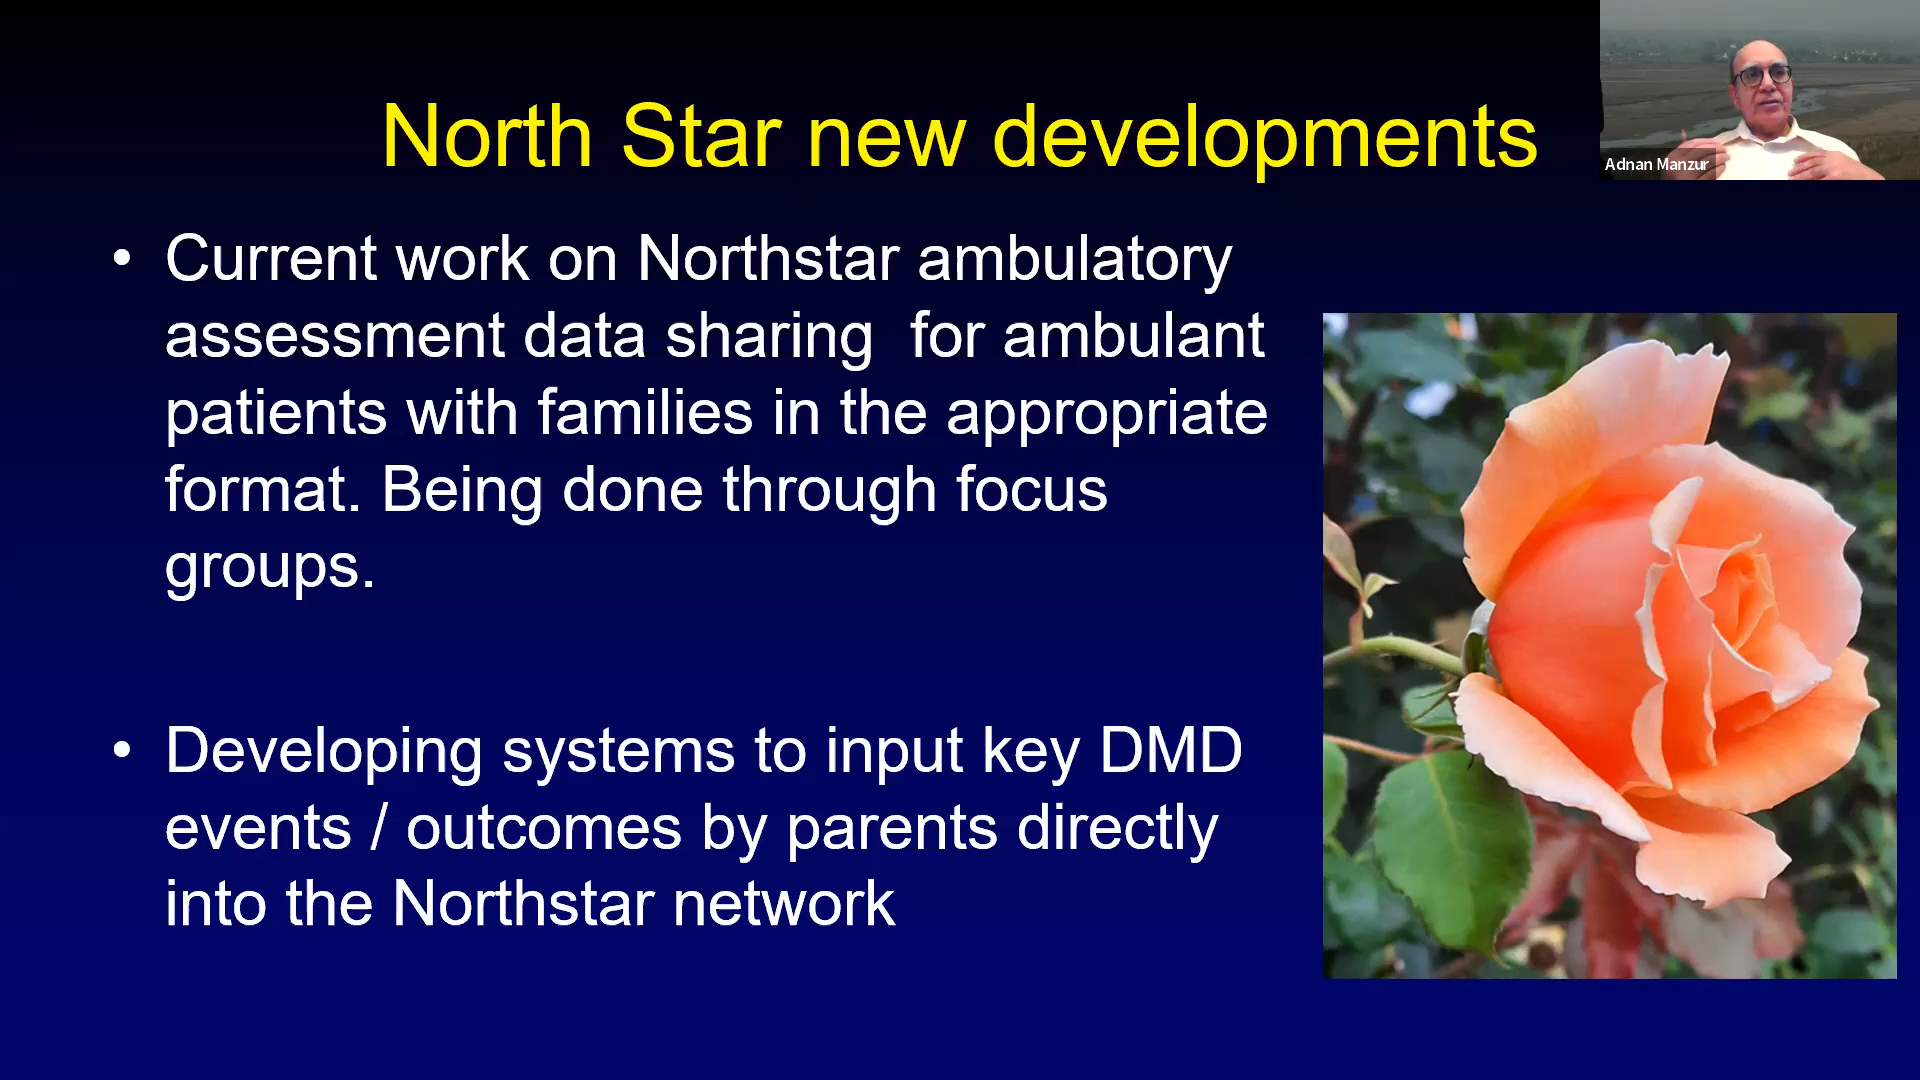 North Star new developments
Adnan Manzur
• Current work on Northstar ambulatory
assessment data sharing  for ambulant
patients with families in the appropriate
format. Being done through focus
groups.
• Developing systems to input key DMD
events / outcomes by parents directly
into the Northstar network